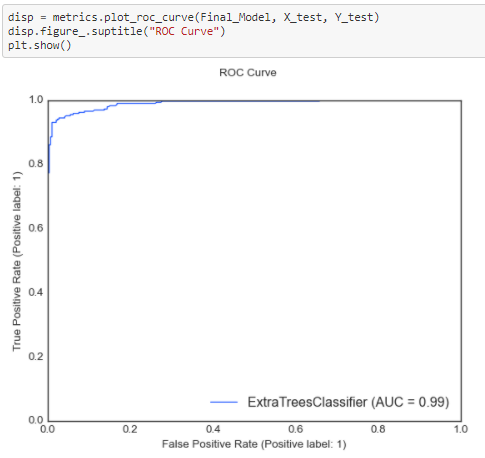 disp = metrics.plot_roc_curve(Final_Model, X_test, Y_test)
disp.figure_.suptitle("ROC Curve")
plt.show()
ROC Curve
1.0
0.8
0.6
0.4
0.2
0.0
True Positive Rate (Positive label: 1)
ExtraTreesClassifier (AUC = 0.99)
0.0 0.2 0.4 0.6 0.8 1.0
False Positive Rate (Positive label: 1)